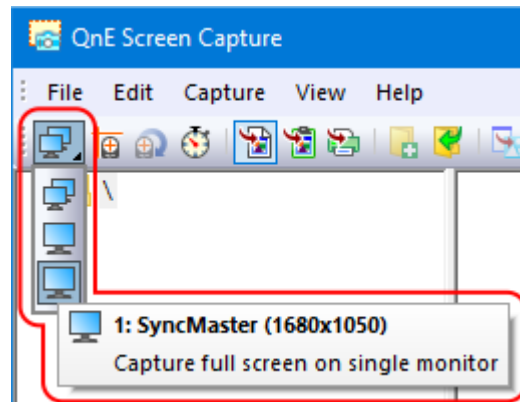 QnE Screen Capture
File Edit Capture View Help
\
1: SyncMaster (1680x1050)
Capture full screen on single monitor